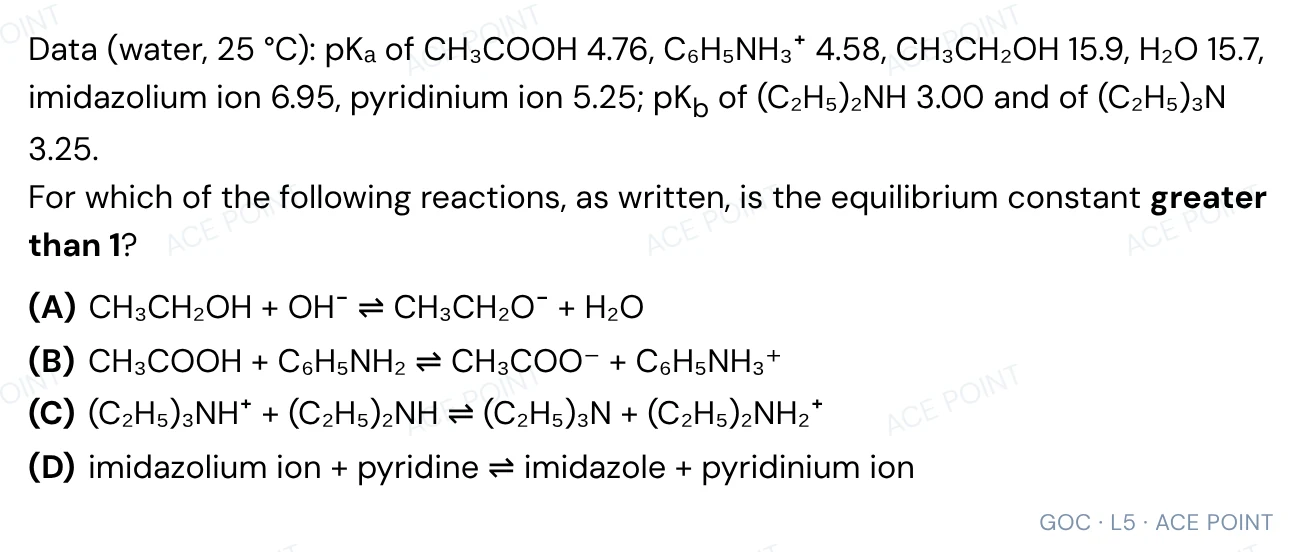 Data (water, 25 °C): pKₐ of CH₃COOH 4.76, C₆H₅NH₃⁺ 4.58, CH₃CH₂OH 15.9, H₂O 15.7,
imidazolium ion 6.95, pyridinium ion 5.25; pK_b of (C₂H₅)₂NH 3.00 and of (C₂H₅)₃N
3.25.
For which of the following reactions, as written, is the equilibrium constant greater
than 1?
(A) CH₃CH₂OH + OH⁻ ⇌ CH₃CH₂O⁻ + H₂O
(B) CH₃COOH + C₆H₅NH₂ ⇌ CH₃COO⁻ + C₆H₅NH₃⁺
(C) (C₂H₅)₃NH⁺ + (C₂H₅)₂NH ⇌ (C₂H₅)₃N + (C₂H₅)₂NH₂⁺
(D) imidazolium ion + pyridine ⇌ imidazole + pyridinium ion
GOC · L5 · ACE POINT